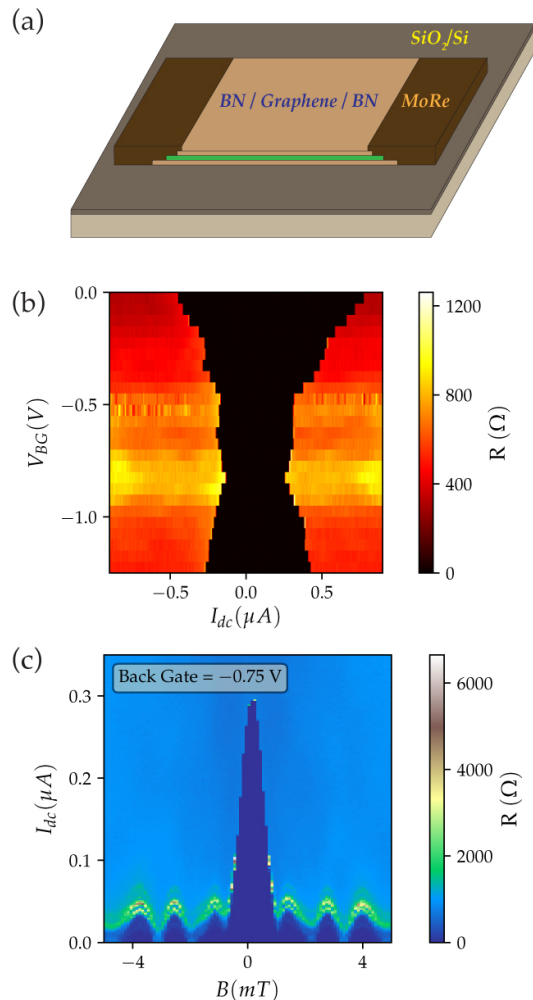 (a)
SiO2/Si
BN / Graphene / BN
MoRe
(b)
0.0
−0.5
−1.0
VBG(V)
−0.5
0.0
0.5
Idc(μA)
1200
800
400
0
R (Ω)
(c)
Back Gate = −0.75 V
0.3
0.2
0.1
0.0
Idc(μA)
−4
0
4
B(mT)
6000
4000
2000
0
R (Ω)